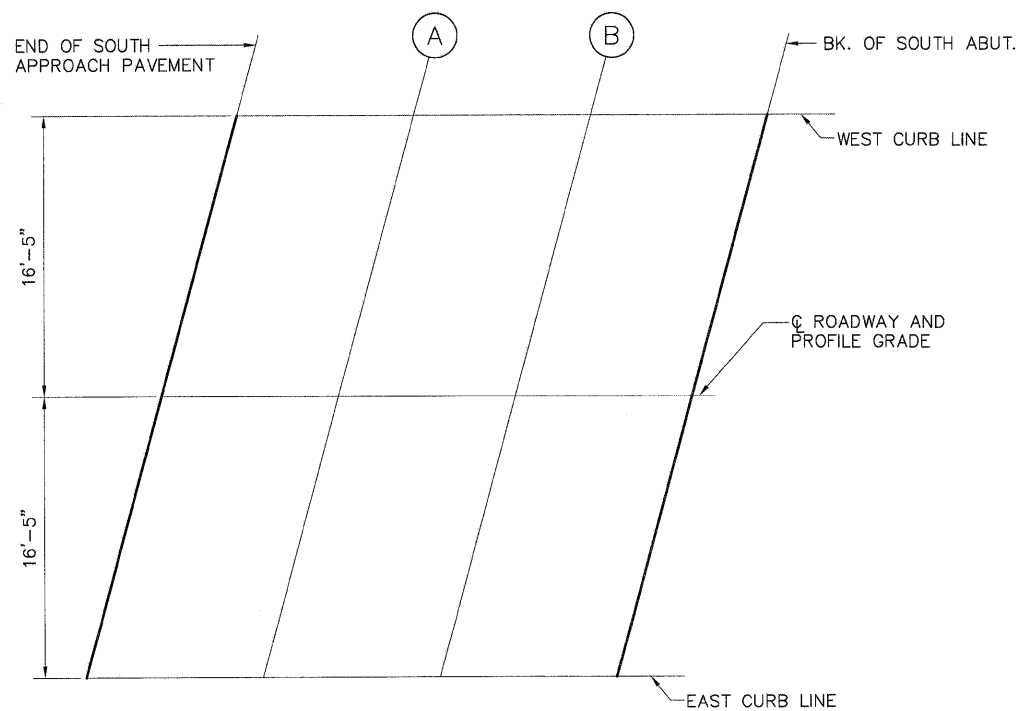 END OF SOUTH
APPROACH PAVEMENT
A
B
BK. OF SOUTH ABUT.
WEST CURB LINE
16'-5"
℄ ROADWAY AND
PROFILE GRADE
16'-5"
EAST CURB LINE